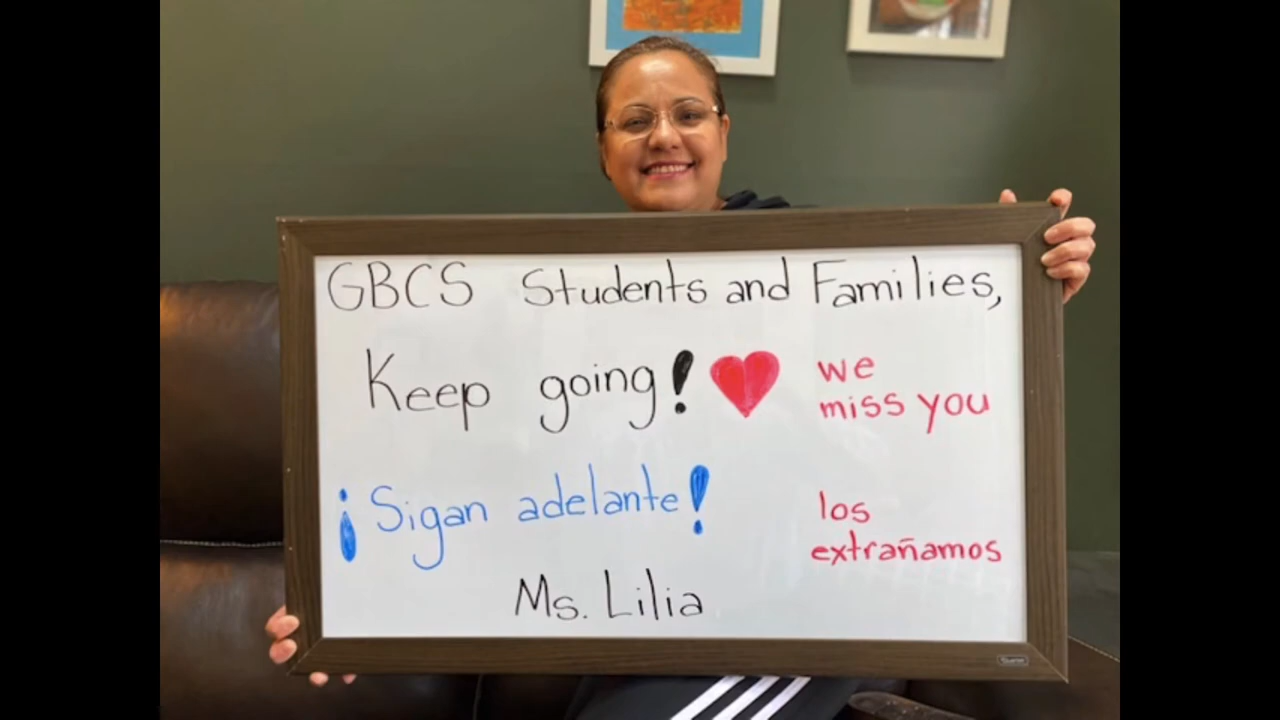 GBCS Students and Families,
Keep going! we
miss you
¡Sigan adelante! los
extrañamos
Ms. Lilia